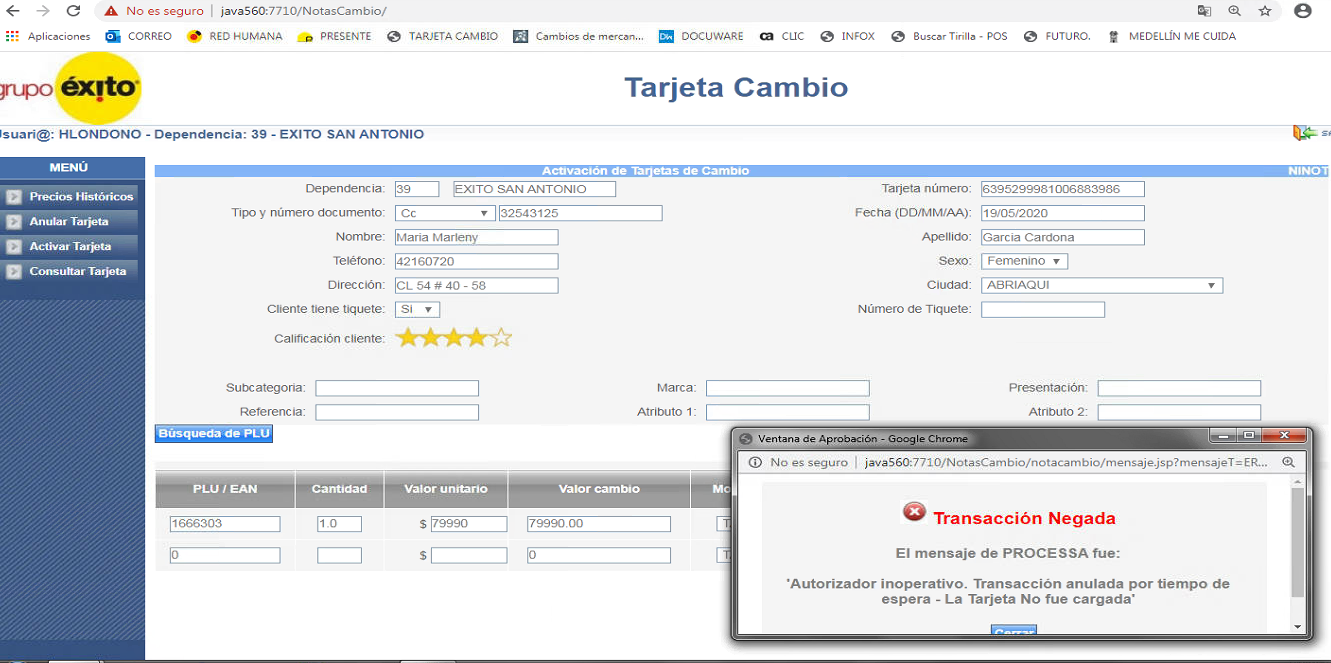 No es seguro | java560:7710/NotasCambio/
Aplicaciones CORREO RED HUMANA PRESENTE TARJETA CAMBIO Cambios de mercan... DOCUWARE CLIC INFOX Buscar Tirilla - POS FUTURO. MEDELLÍN ME CUIDA
grupo éxito
Tarjeta Cambio
Usuari@: HLONDONO - Dependencia: 39 - EXITO SAN ANTONIO
MENÚ
Precios Históricos
Anular Tarjeta
Activar Tarjeta
Consultar Tarjeta
Activación de Tarjetas de Cambio NINOT
Dependencia: 39 EXITO SAN ANTONIO Tarjeta número: 6395299981006883986
Tipo y número documento: Cc 32543125 Fecha (DD/MM/AA): 19/05/2020
Nombre: Maria Marleny Apellido: Garcia Cardona
Teléfono: 42160720 Sexo: Femenino
Dirección: CL 54 # 40 - 58 Ciudad: ABRIAQUI
Cliente tiene tiquete: Si Número de Tiquete:
Calificación cliente:
Subcategoria: Marca: Presentación:
Referencia: Atributo 1: Atributo 2:
Búsqueda de PLU
PLU / EAN Cantidad Valor unitario Valor cambio Mo
1666303 1.0 $ 79990 79990.00 T
0 $ 0 T
Ventana de Aprobación - Google Chrome
No es seguro | java560:7710/NotasCambio/notacambio/mensaje.jsp?mensajeT=ER...
Transacción Negada
El mensaje de PROCESSA fue:
'Autorizador inoperativo. Transacción anulada por tiempo de
espera - La Tarjeta No fue cargada'
Cerrar